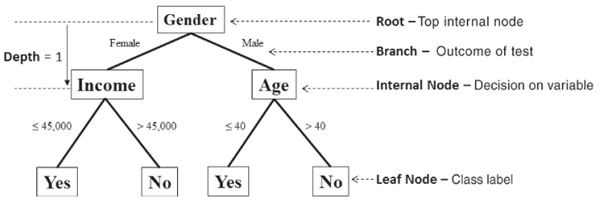 Gender
Root – Top internal node
Female
Male
Branch – Outcome of test
Depth = 1
Income
Age
Internal Node – Decision on variable
≤ 45,000
> 45,000
≤ 40
> 40
Yes
No
Yes
No
Leaf Node – Class label